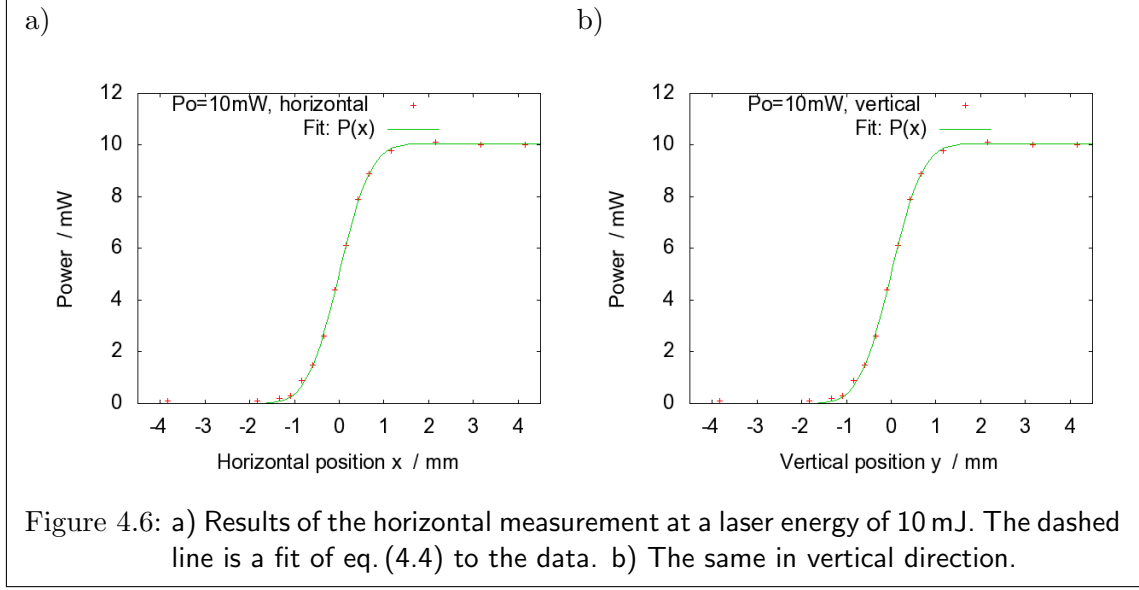 a)
12
10
8
6
4
2
0
Power / mW
Po=10mW, horizontal
Fit: P(x)
-4 -3 -2 -1 0 1 2 3 4
Horizontal position x / mm
b)
12
10
8
6
4
2
0
Power / mW
Po=10mW, vertical
Fit: P(x)
-4 -3 -2 -1 0 1 2 3 4
Vertical position y / mm
Figure 4.6: a) Results of the horizontal measurement at a laser energy of 10 mJ. The dashed
line is a fit of eq. (4.4) to the data. b) The same in vertical direction.